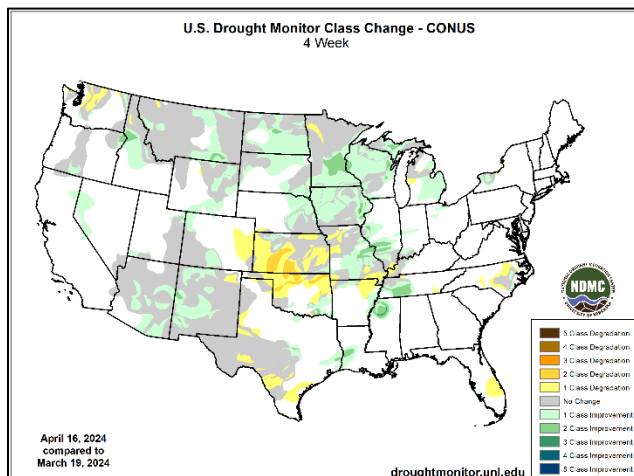 U.S. Drought Monitor Class Change - CONUS
4 Week
NDMC
5 Class Degradation
4 Class Degradation
3 Class Degradation
2 Class Degradation
1 Class Degradation
No Change
1 Class Improvement
2 Class Improvement
3 Class Improvement
4 Class Improvement
5 Class Improvement
April 16, 2024
compared to
March 19, 2024
droughtmonitor.unl.edu